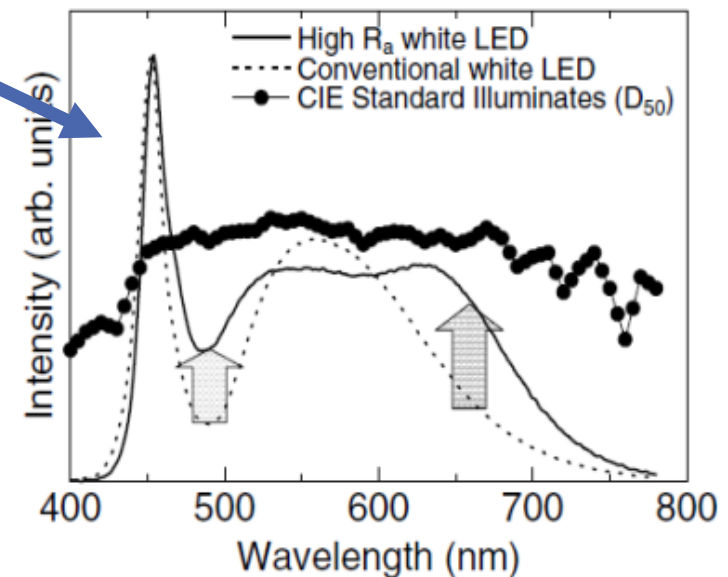 High Rₐ white LED
Conventional white LED
CIE Standard Illuminates (D₅₀)
Intensity (arb. units)
400 500 600 700 800
Wavelength (nm)